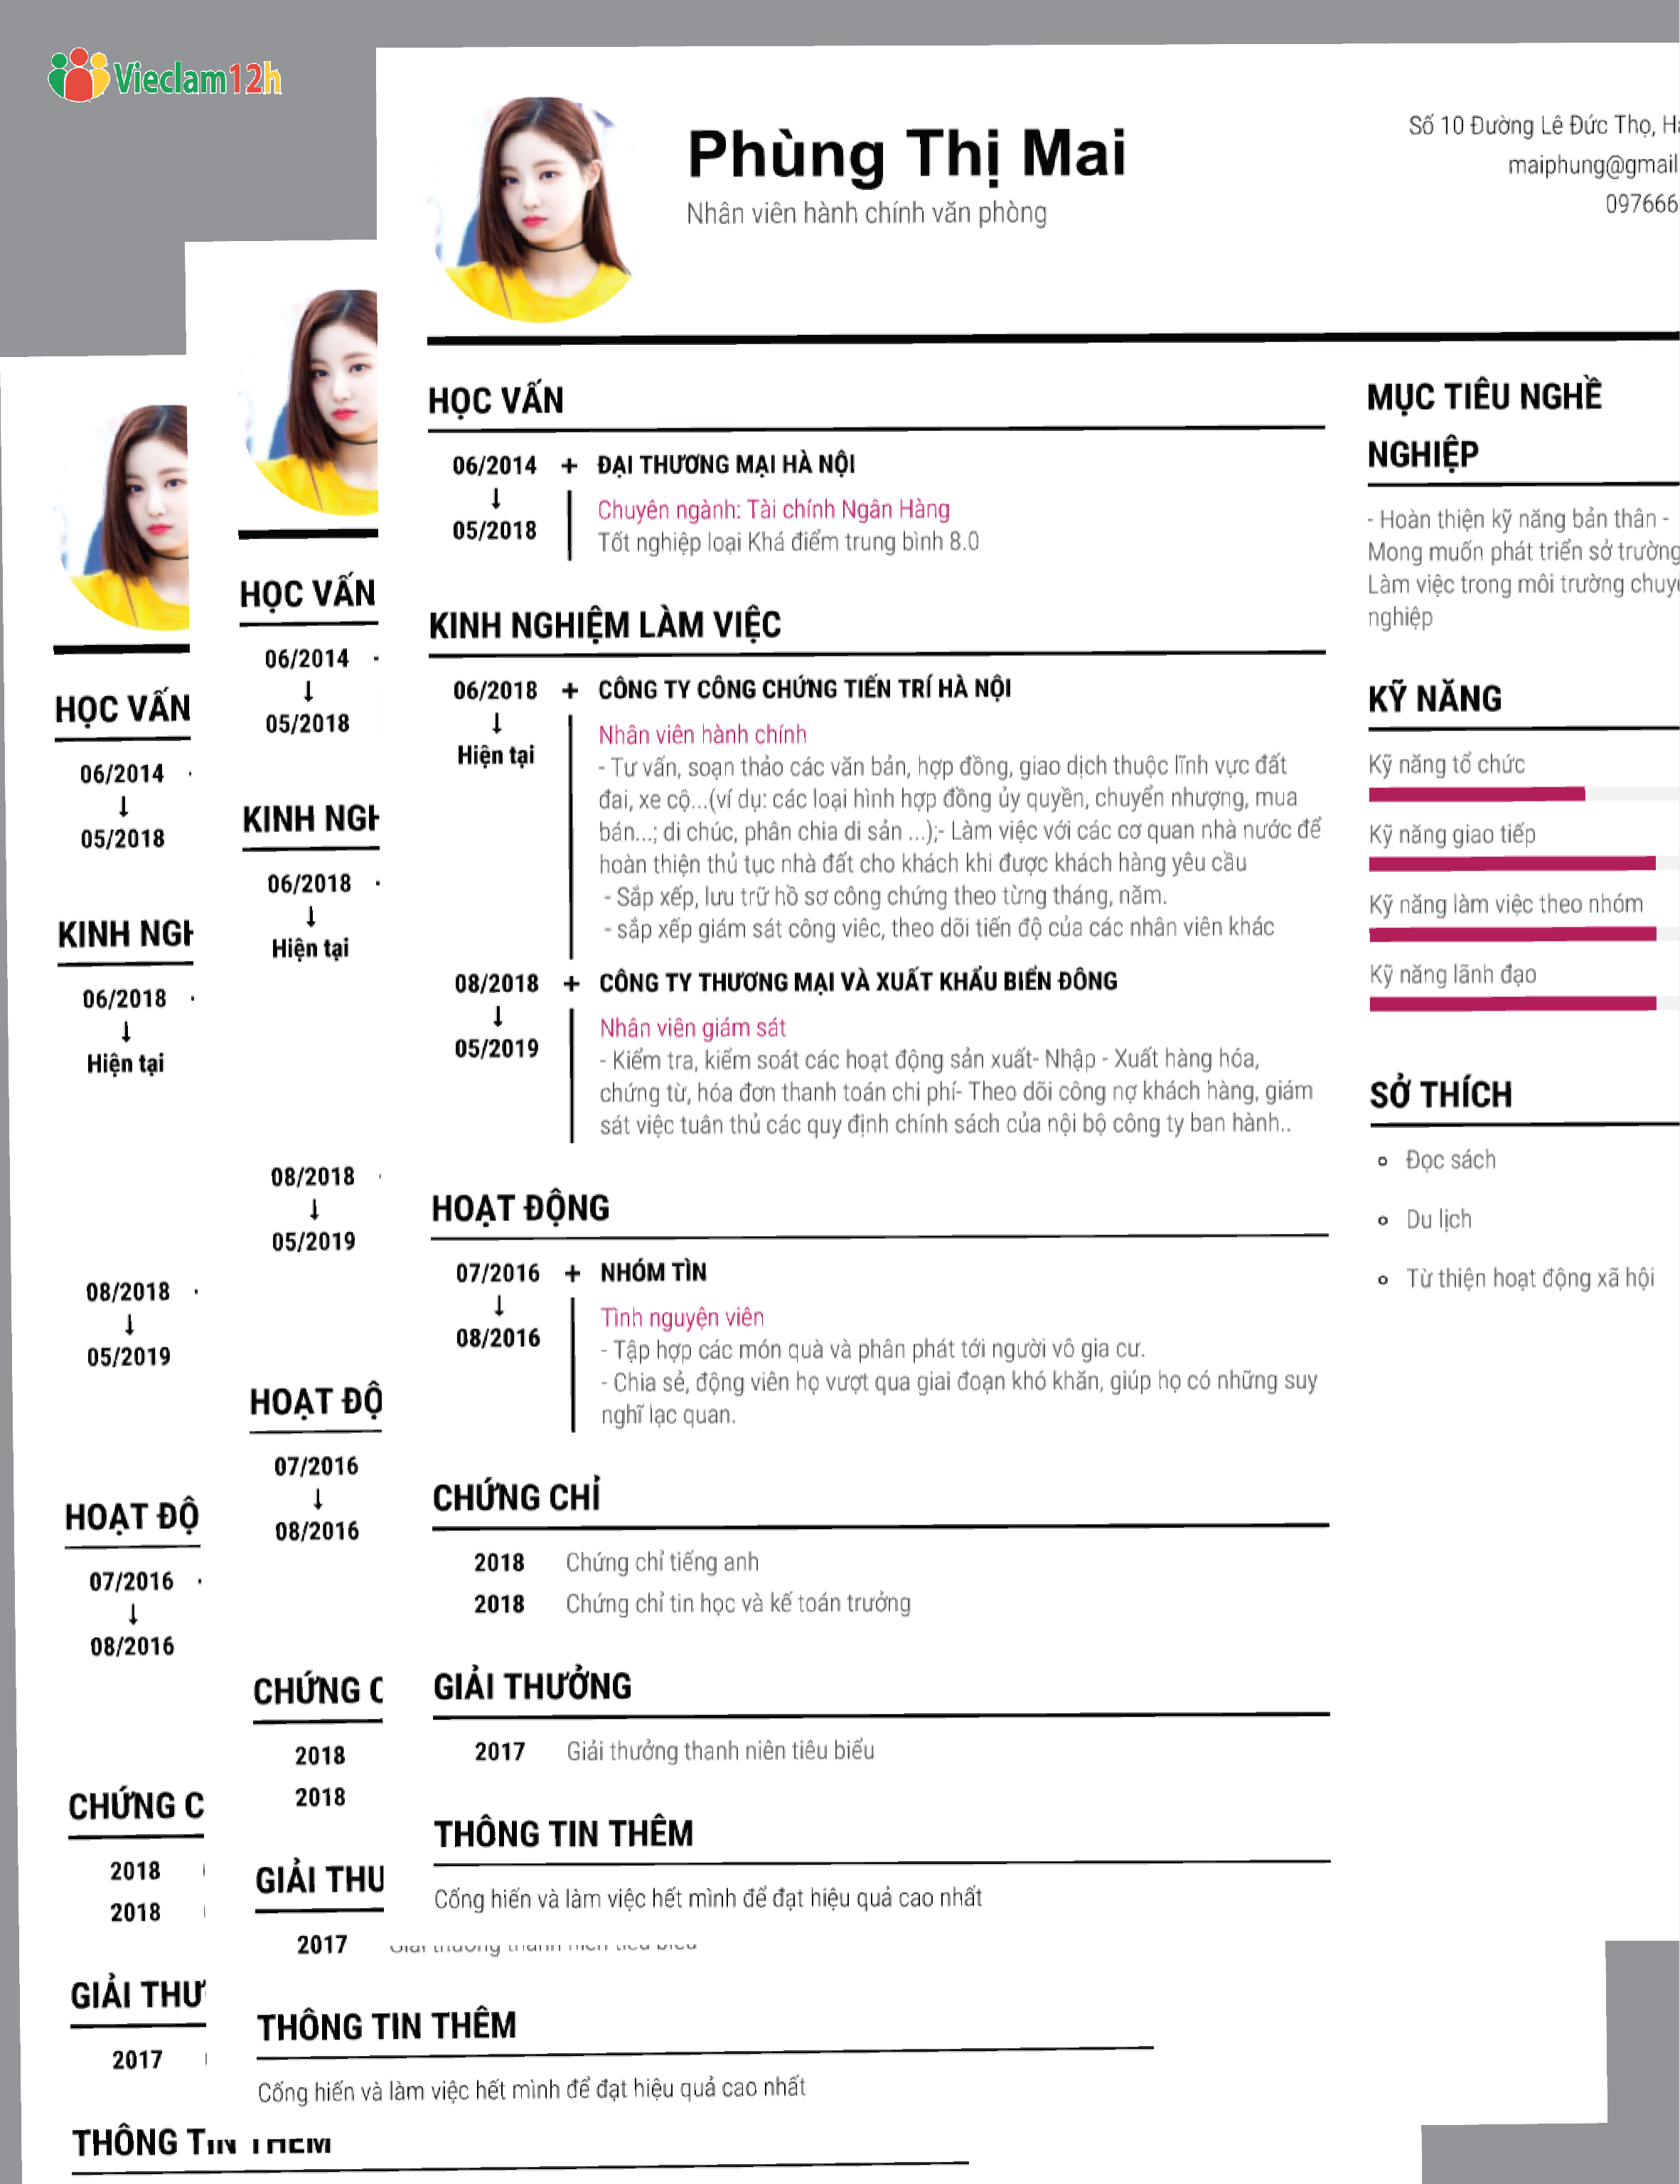 Vieclam12h
Phùng Thị Mai
Nhân viên hành chính văn phòng
Số 10 Đường Lê Đức Thọ,
maiphung@gmail
097666
HỌC VẤN
06/2014 + ĐẠI THƯƠNG MẠI HÀ NỘI
↓
05/2018
Chuyên ngành: Tài chính Ngân Hàng
Tốt nghiệp loại Khá điểm trung bình 8.0
KINH NGHIỆM LÀM VIỆC
06/2018 + CÔNG TY CÔNG CHỨNG TIẾN TRÍ HÀ NỘI
↓
Hiện tại
Nhân viên hành chính
- Tư vấn, soạn thảo các văn bản, hợp đồng, giao dịch thuộc lĩnh vực đất
đai, xe cộ...(ví dụ: các loại hình hợp đồng ủy quyền, chuyển nhượng, mua
bán...; di chúc, phân chia di sản ...);- Làm việc với các cơ quan nhà nước để
hoàn thiện thủ tục nhà đất cho khách khi được khách hàng yêu cầu
- Sắp xếp, lưu trữ hồ sơ công chứng theo từng tháng, năm.
- sắp xếp giám sát công viêc, theo dõi tiến độ của các nhân viên khác
08/2018 + CÔNG TY THƯƠNG MẠI VÀ XUẤT KHẨU BIỂN ĐÔNG
↓
05/2019
Nhân viên giám sát
- Kiểm tra, kiểm soát các hoạt động sản xuất- Nhập - Xuất hàng hóa,
chứng từ, hóa đơn thanh toán chi phí- Theo dõi công nợ khách hàng, giám
sát việc tuân thủ các quy định chính sách của nội bộ công ty ban hành..
HOẠT ĐỘNG
07/2016 + NHÓM TÌN
↓
08/2016
Tình nguyện viên
- Tập hợp các món quà và phân phát tới người vô gia cư.
- Chia sẻ, động viên họ vượt qua giai đoạn khó khăn, giúp họ có những suy
nghĩ lạc quan.
CHỨNG CHỈ
2018 Chứng chỉ tiếng anh
2018 Chứng chỉ tin học và kế toán trưởng
GIẢI THƯỞNG
2017 Giải thưởng thanh niên tiêu biểu
THÔNG TIN THÊM
Cống hiến và làm việc hết mình để đạt hiệu quả cao nhất
MỤC TIÊU NGHỀ
NGHIỆP
- Hoàn thiện kỹ năng bản thân -
Mong muốn phát triển sở trường
Làm việc trong môi trường
nghiệp
KỸ NĂNG
Kỹ năng tổ chức
Kỹ năng giao tiếp
Kỹ năng làm việc theo nhóm
Kỹ năng lãnh đạo
SỞ THÍCH
Đọc sách
Du lịch
Từ thiện hoạt động xã hội
HỌC VẤN
06/2014
↓
05/2018
KINH
06/2018
↓
Hiện tại
08/2018
↓
05/2019
HOẠT
07/2016
↓
08/2016
CHỨNG
2018
2018
GIẢI
2017 Giải thưởng thanh niên tiêu biểu
THÔNG TIN THÊM
Cống hiến và làm việc hết mình để đạt hiệu quả cao nhất
HỌC VẤN
06/2014
↓
05/2018
KINH
06/2018
↓
Hiện tại
08/2018
↓
05/2019
HOẠT
07/2016
↓
08/2016
CHỨNG
2018
2018
GIẢI
2017
THÔNG TIN THÊM